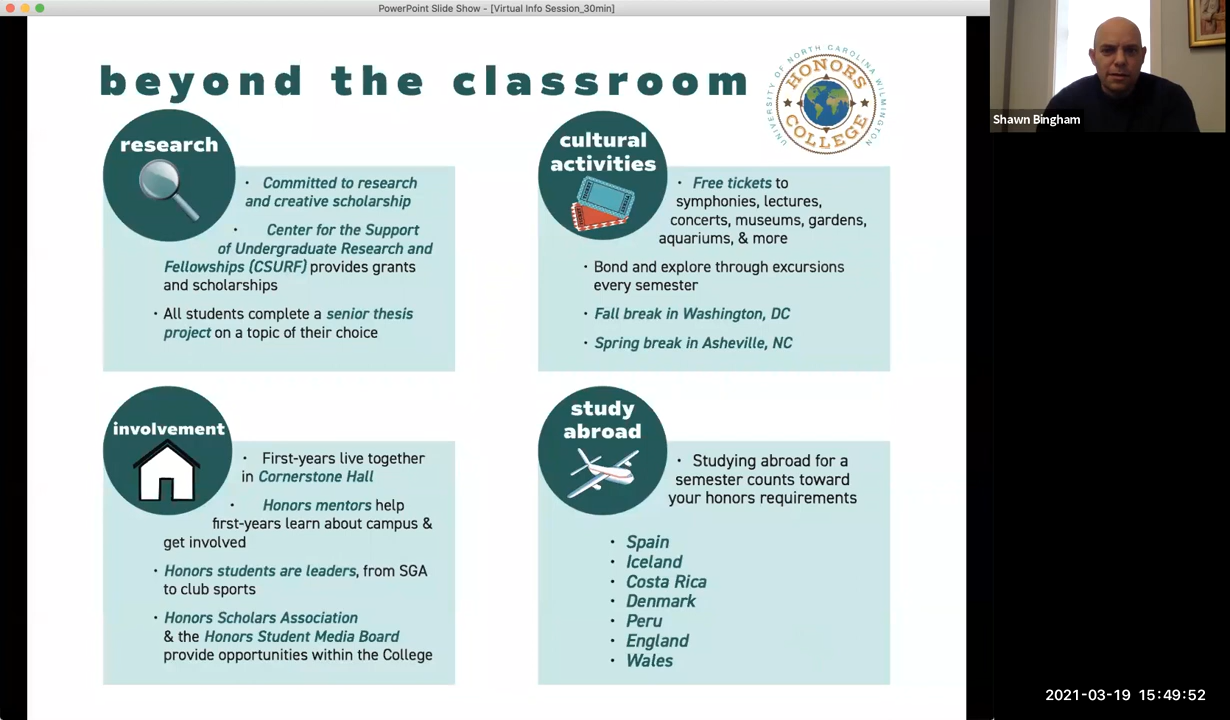 PowerPoint Slide Show - [Virtual Info Session_30min]
beyond the classroom
UNIVERSITY OF NORTH CAROLINA WILMINGTON
HONORS
COLLEGE
Shawn Bingham
research
• Committed to research
and creative scholarship
• Center for the Support
of Undergraduate Research and
Fellowships (CSURF) provides grants
and scholarships
• All students complete a senior thesis
project on a topic of their choice
cultural
activities
• Free tickets to
symphonies, lectures,
concerts, museums, gardens,
aquariums, & more
• Bond and explore through excursions
every semester
• Fall break in Washington, DC
• Spring break in Asheville, NC
involvement
• First-years live together
in Cornerstone Hall
• Honors mentors help
first-years learn about campus &
get involved
• Honors students are leaders, from SGA
to club sports
• Honors Scholars Association
& the Honors Student Media Board
provide opportunities within the College
study
abroad
• Studying abroad for a
semester counts toward
your honors requirements
• Spain
• Iceland
• Costa Rica
• Denmark
• Peru
• England
• Wales
2021-03-19 15:49:52